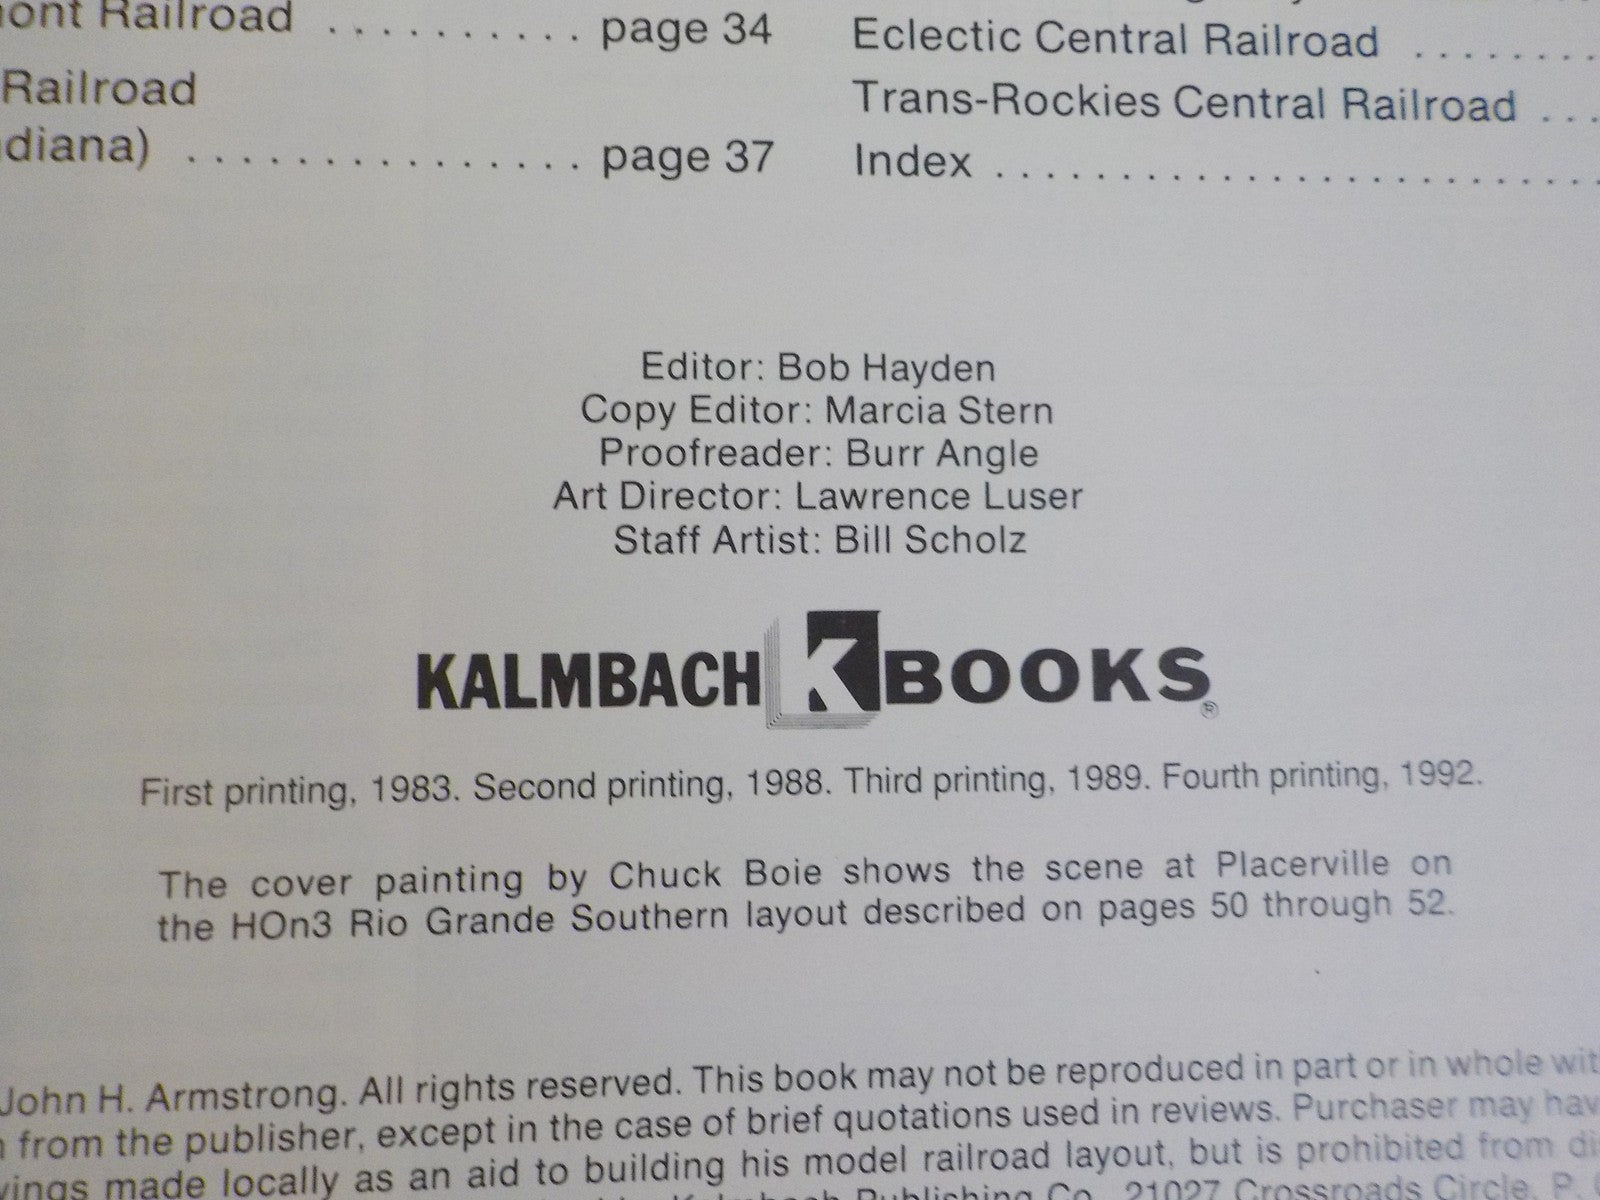 Railroad .......... page 34
Railroad
............... page 37
Eclectic Central Railroad ........
Trans-Rockies Central Railroad ...
Index ........................
Editor: Bob Hayden
Copy Editor: Marcia Stern
Proofreader: Burr Angle
Art Director: Lawrence Luser
Staff Artist: Bill Scholz
KALMBACH K BOOKS®
First printing, 1983. Second printing, 1988. Third printing, 1989. Fourth printing, 1992.
The cover painting by Chuck Boie shows the scene at Placerville on
the HOn3 Rio Grande Southern layout described on pages 50 through 52.
John H. Armstrong. All rights reserved. This book may not be reproduced in part or in whole
from the publisher, except in the case of brief quotations used in reviews. Purchaser may
made locally as an aid to building his model railroad layout, but is prohibited from
Kalmbach Publishing Co., 21027 Crossroads Circle, P.